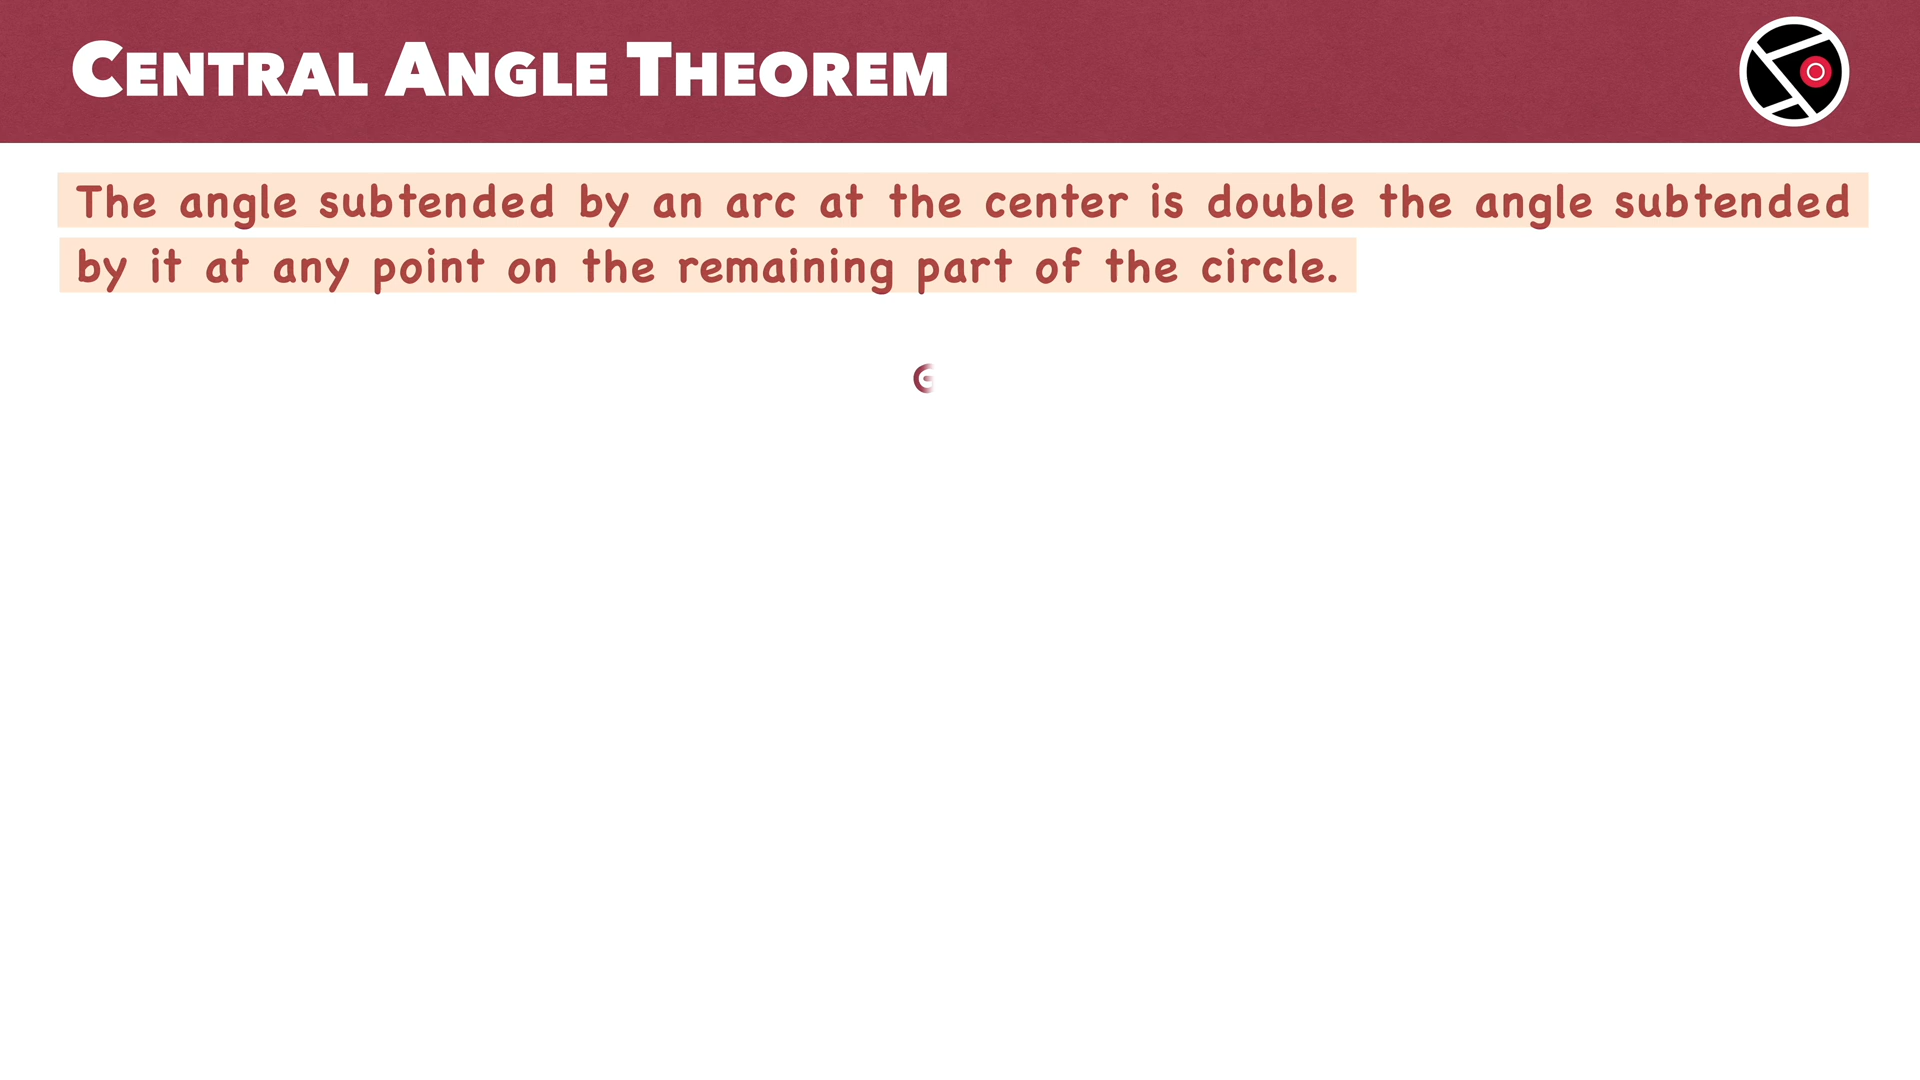 Central Angle Theorem
The angle subtended by an arc at the center is double the angle subtended
by it at any point on the remaining part of the circle.